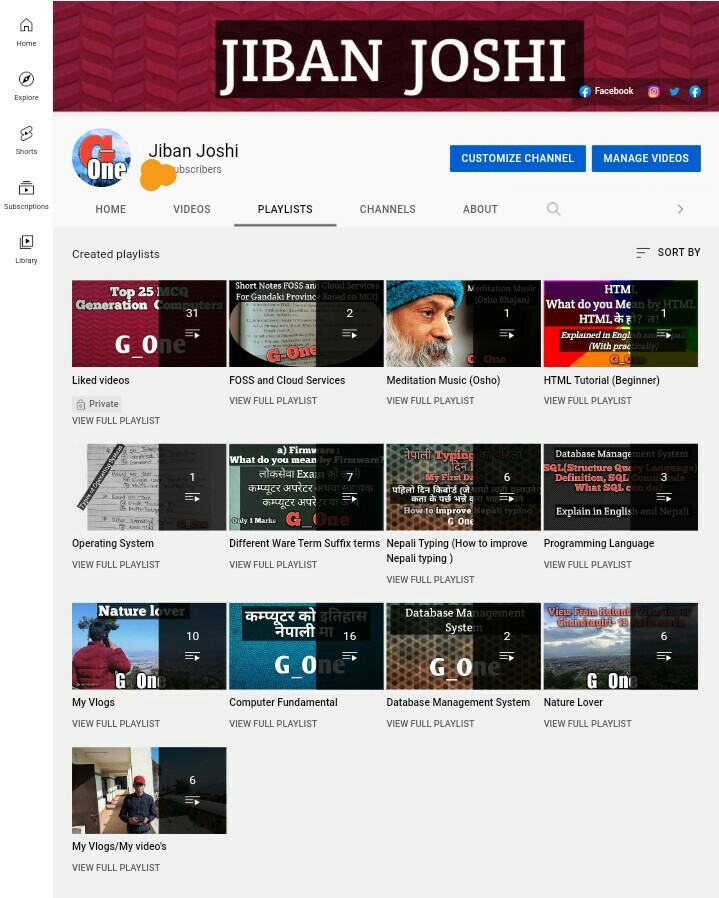 JIBAN JOSHI
Facebook
Home
Explore
Shorts
Subscriptions
Library
G
One
Jiban Joshi
ubscribers
CUSTOMIZE CHANNEL
MANAGE VIDEOS
HOME
VIDEOS
PLAYLISTS
CHANNELS
ABOUT
Created playlists
SORT BY
Top 25 MCQ
Generation Computers
G_One
31
Liked videos
Private
VIEW FULL PLAYLIST
Short Notes FOSS and Cloud Services
For Gandaki Province Based on MCQ
G-One
2
FOSS and Cloud Services
VIEW FULL PLAYLIST
Meditation Music
(Osho Bhajan)
G_One
1
Meditation Music (Osho)
VIEW FULL PLAYLIST
HTML
What do you Mean by HTML
HTML के हो?
Explained in English and Nepali
(With practically)
G_One
1
HTML Tutorial (Beginner)
VIEW FULL PLAYLIST
Types of Operating System
1
Operating System
VIEW FULL PLAYLIST
a) Firmware:
What do you mean by Firmware?
लोकसेवा Exam को लागी
कम्प्युटर अपरेटर अथवा सहायक
कम्प्युटर अपरेटर
Only 1 Marks
G_One
7
Different Ware Term Suffix terms
VIEW FULL PLAYLIST
नेपाली Typing को पहिलो
दिन!
My First Day!
पहिलो दिन किबोर्ड
How to improve Nepali typing
G_One
6
Nepali Typing (How to improve
Nepali typing )
VIEW FULL PLAYLIST
Database Management System
SQL(Structure Query Language)
Definition, SQL Commands
What SQL can do?
Explain in English and Nepali
3
Programming Language
VIEW FULL PLAYLIST
Nature lover
G_One
10
My Vlogs
VIEW FULL PLAYLIST
कम्प्यूटर को इतिहास
नेपाली मा
G_One
16
Computer Fundamental
VIEW FULL PLAYLIST
Database Management
System
G_One
2
Database Management System
VIEW FULL PLAYLIST
View From Kalanki View Tower
Chandragiri-
G_One
6
Nature Lover
VIEW FULL PLAYLIST
6
My Vlogs/My video's
VIEW FULL PLAYLIST